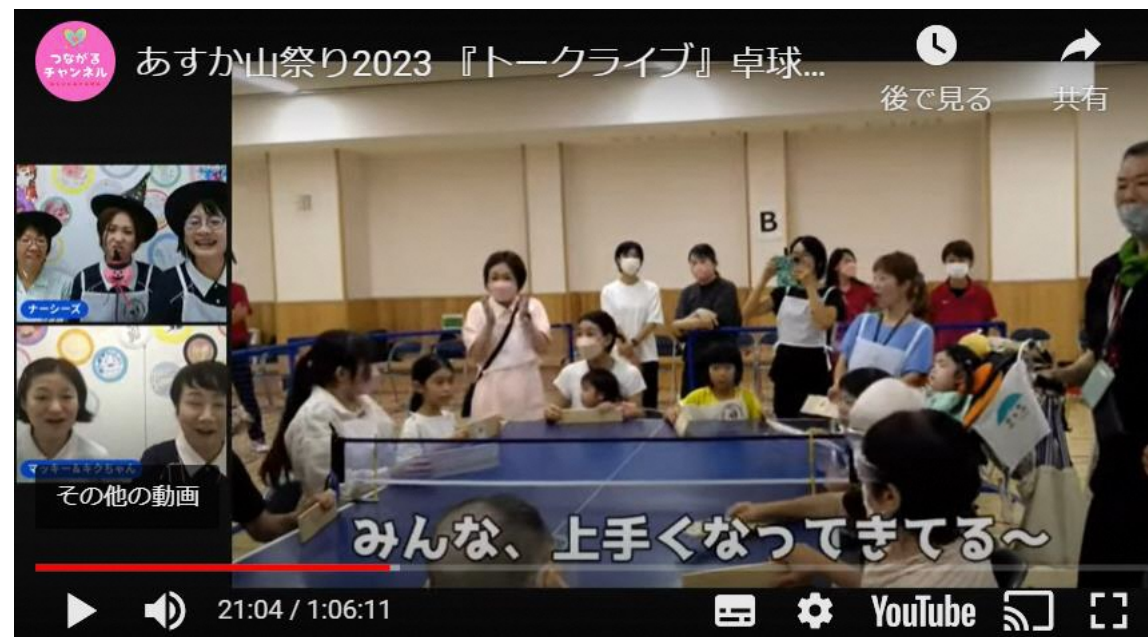 つながる
チャンネル
あすか山祭り2023 『トークライブ』卓球...
後で見る
共有
B
ナーシーズ
マッキー&キクちゃん
その他の動画
みんな、上手くなってきてる～
21:04 / 1:06:11
YouTube